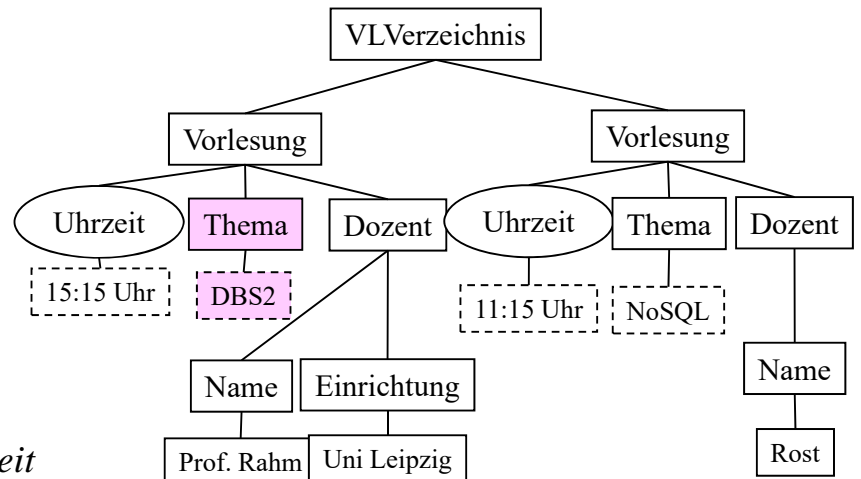 VLVerzeichnis
Vorlesung
Vorlesung
Uhrzeit
Thema
Dozent
Uhrzeit
Thema
Dozent
15:15 Uhr
DBS2
11:15 Uhr
NoSQL
Name
Einrichtung
Name
Prof. Rahm
Uni Leipzig
Rost
eit